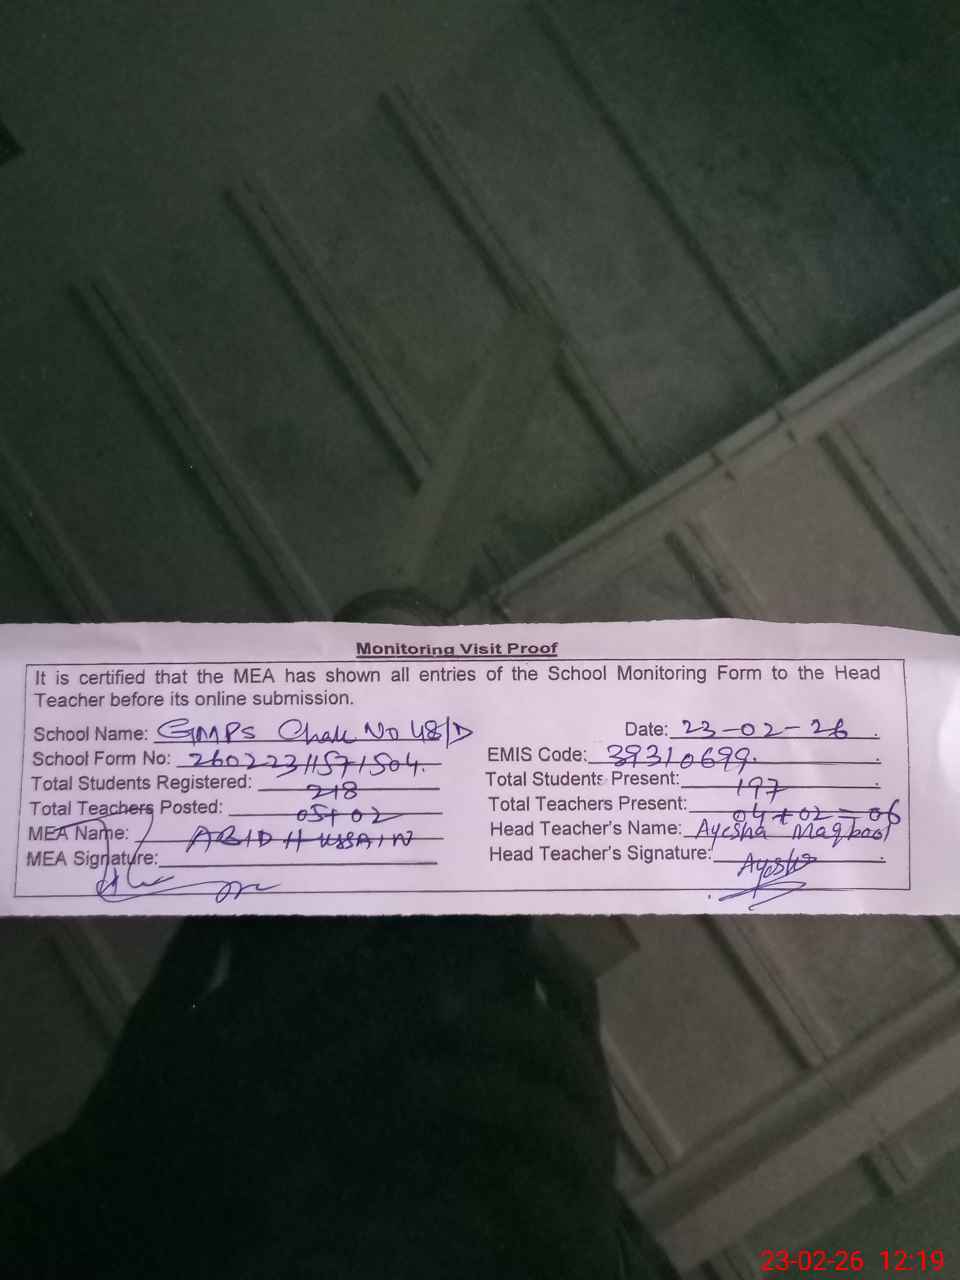 Monitoring Visit Proof
It is certified that the MEA has shown all entries of the School Monitoring Form to the Head
Teacher before its online submission.
School Name: GMPS Chak No 48/D Date: 23-02-26
School Form No: 26022311571504. EMIS Code: 39310699.
Total Students Registered: 218 Total Students Present: 197
Total Teachers Posted: 05+02 Total Teachers Present: 04+02=06
MEA Name: ABID HUSSAIN Head Teacher's Name: Ayesha Maqbool
MEA Signature: Head Teacher's Signature: Ayesha
23-02-26 12:19